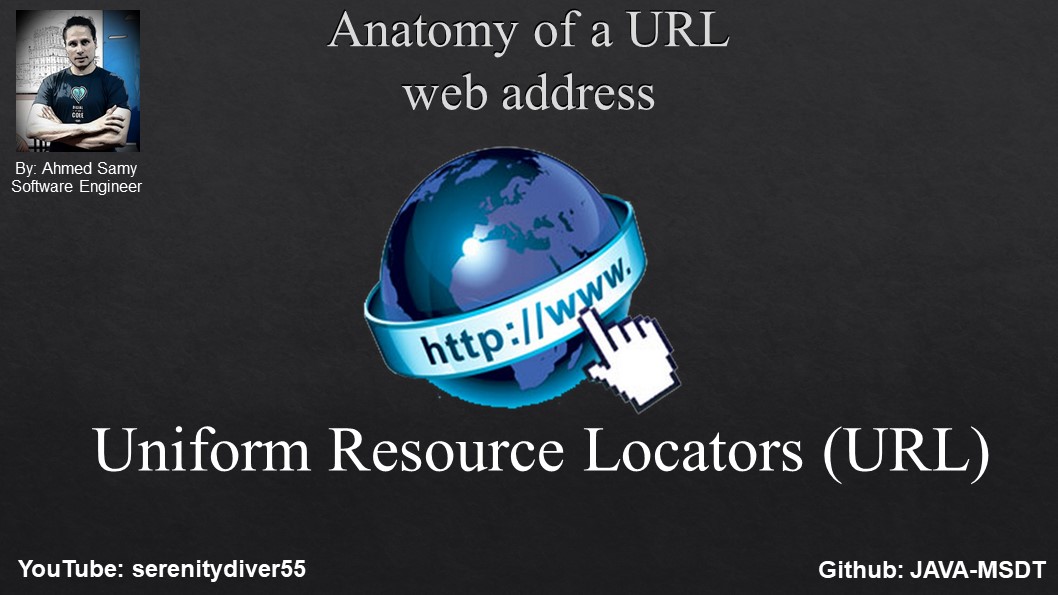 Anatomy of a URL
web address
By: Ahmed Samy
Software Engineer
http://www.
Uniform Resource Locators (URL)
YouTube: serenitydiver55
Github: JAVA-MSDT